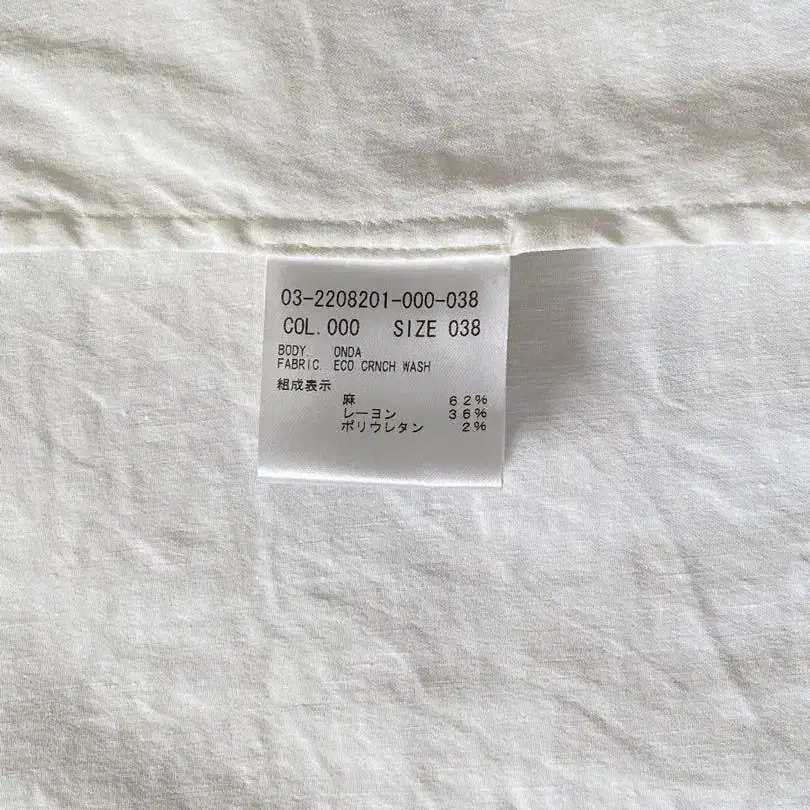 03-2208201-000-038
COL.000 SIZE 038
BODY. ONDA
FABRIC. ECO CRNCH WASH
組成表示
麻 62%
レーヨン 36%
ポリウレタン 2%